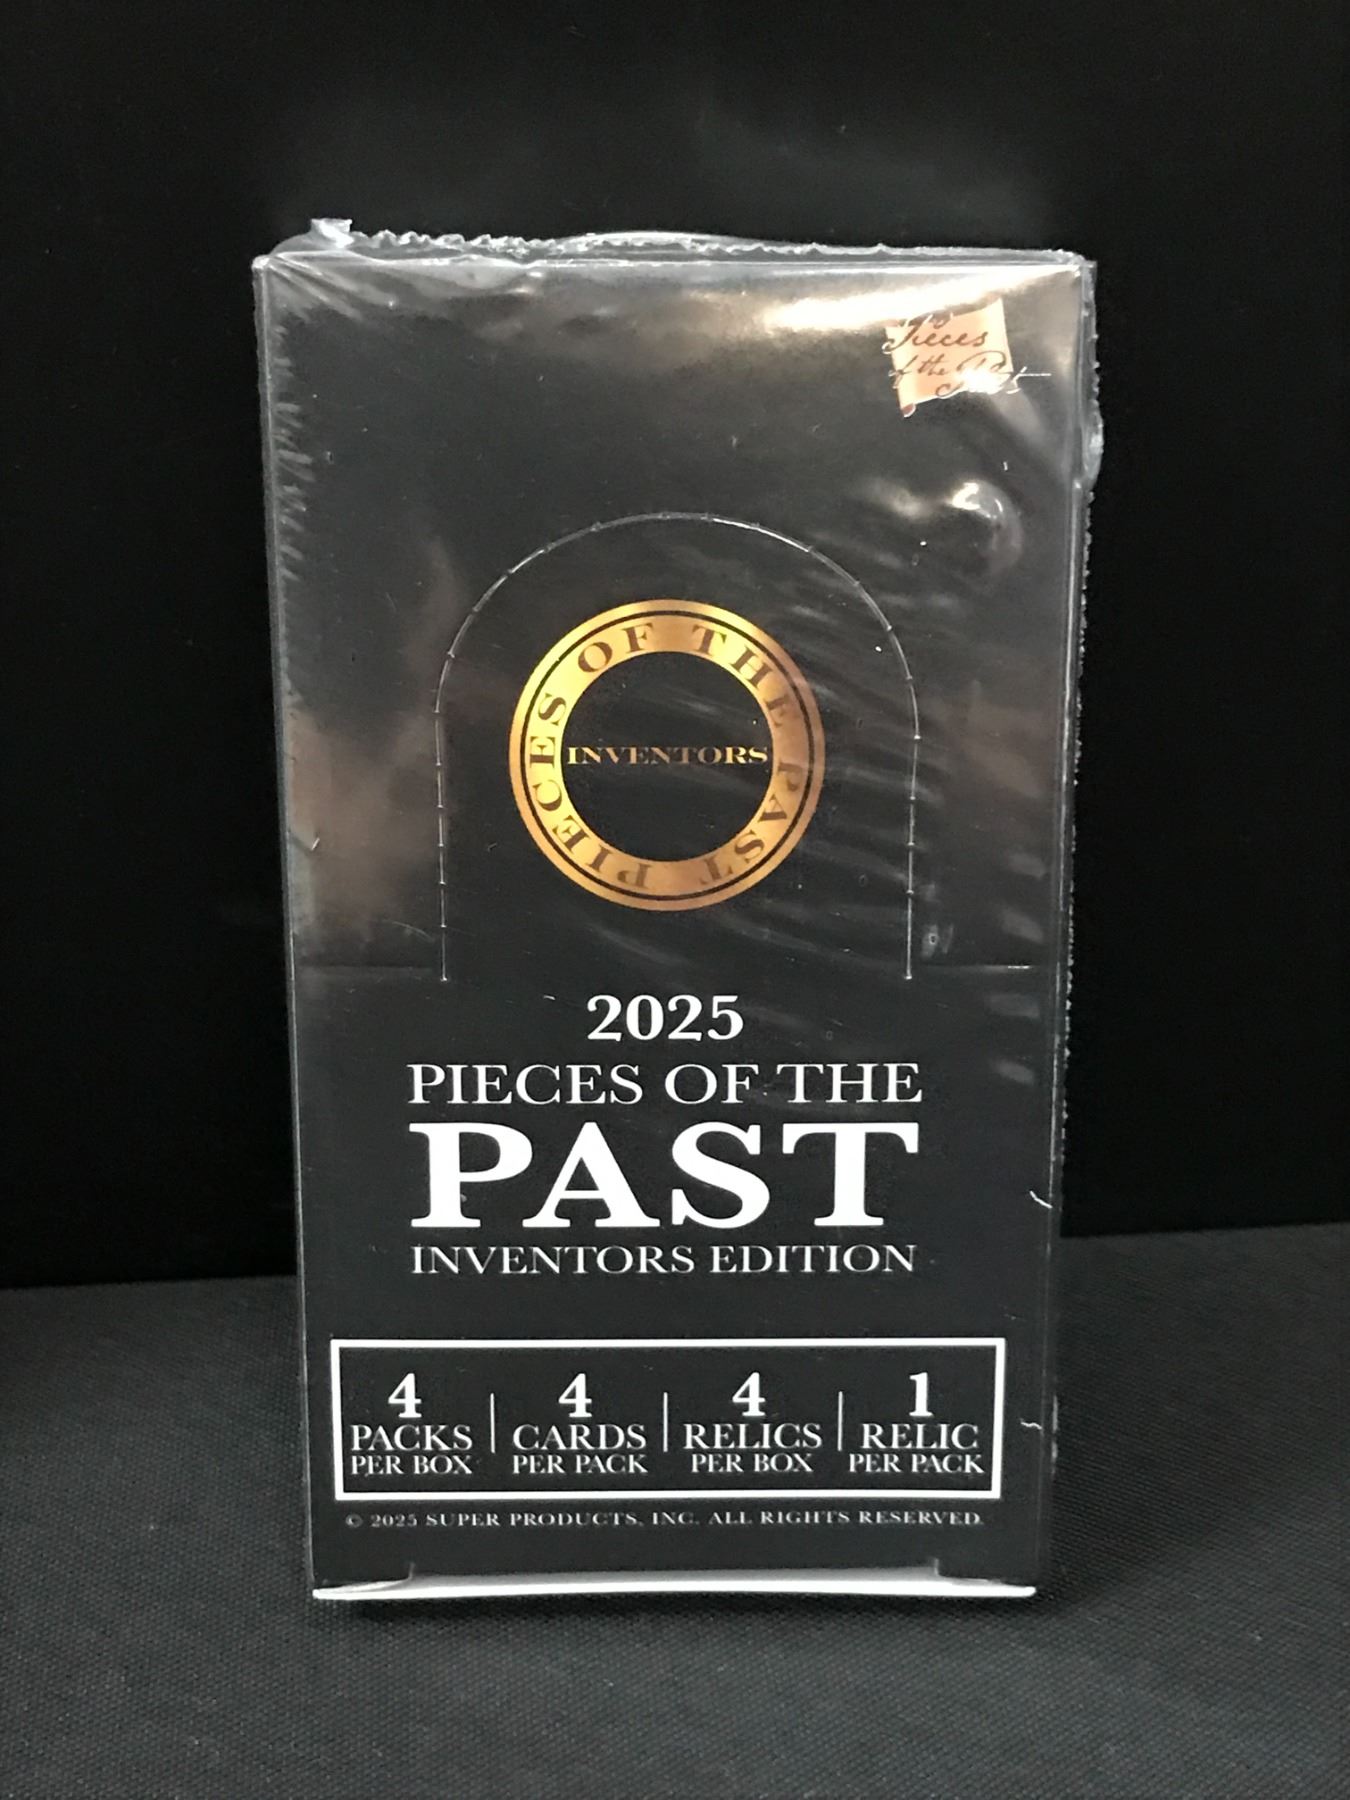 Pieces
of the Past
PIECES OF THE PAST
INVENTORS
2025
PIECES OF THE
PAST
INVENTORS EDITION
4 4 4 1
PACKS CARDS RELICS RELIC
PER BOX PER PACK PER BOX PER PACK
© 2025 SUPER PRODUCTS, INC. ALL RIGHTS RESERVED.